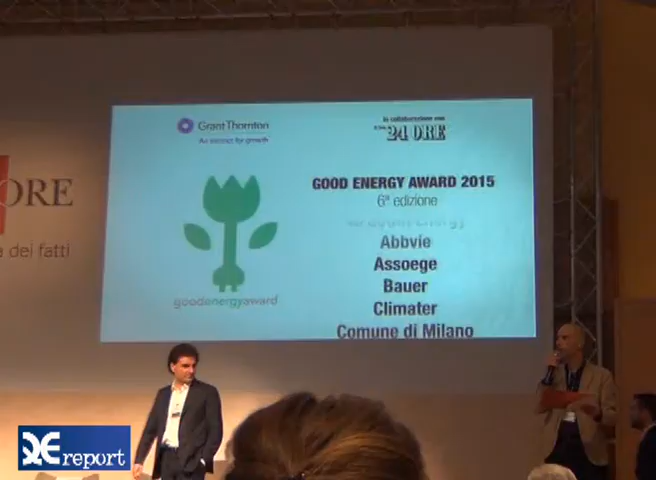 Grant Thornton
An instinct for growth
in collaborazione con
24 ORE
ORE
dei fatti
GOOD ENERGY AWARD 2015
6ª edizione
Abbvie
Assoege
Bauer
Climater
Comune di Milano
goodenergyaward
report